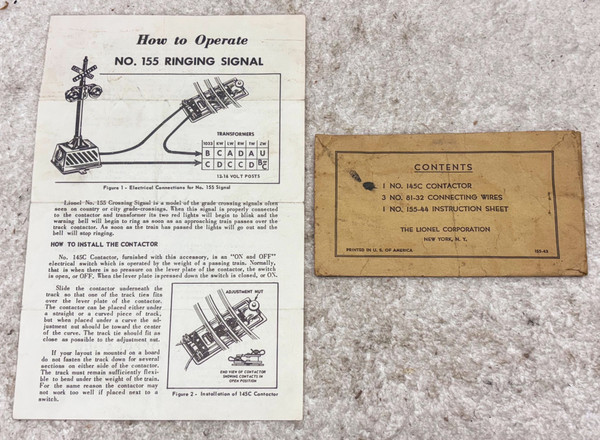 How to Operate
NO. 155 RINGING SIGNAL
TRANSFORMERS
1033 KW LW RW TW ZW
B C A D A U
C D C C D B-C
12-16 VOLT POSTS
Figure 1 - Electrical Connections for No. 155 Signal
Lionel No. 155 Crossing Signal is a model of the grade crossing signals often
seen on country or city grade-crossings. When this signal is properly connected
to the contactor and transformer its two red lights will begin to blink and the
warning bell will begin to ring as soon as an approaching train passes over the
track contactor. As soon as the train has passed the lights will go out and the
bell will stop ringing.
HOW TO INSTALL THE CONTACTOR
No. 145C Contactor, furnished with this accessory, is an "ON and OFF"
electrical switch which is operated by the weight of a passing train. Normally,
that is when there is no pressure on the lever plate of the contactor, the switch
is open, or OFF. When the lever plate is pressed down the switch is closed, or ON.
Slide the contactor underneath the
track so that one of the track ties fits
over the lever plate of the contactor.
The contactor can be placed either under
a straight or a curved piece of track,
but when placed under a curve the ad-
justment nut should be toward the center
of the curve. The track tie should fit as
close as possible to the adjustment nut.
If your layout is mounted on a board
do not fasten the track down for several
sections on either side of the contactor.
The track must remain sufficiently flexi-
ble to bend under the weight of the train.
For the same reason the contactor may
not work too well if placed next to a
switch.
ADJUSTMENT NUT
END VIEW OF CONTACTOR
SHOWING CONTACTS IN
OPEN POSITION
Figure 2 - Installation of 145C Contactor
CONTENTS
1 NO. 145C CONTACTOR
3 NO. 81-32 CONNECTING WIRES
1 NO. 155-44 INSTRUCTION SHEET
THE LIONEL CORPORATION
NEW YORK, N. Y.
PRINTED IN U. S. OF AMERICA